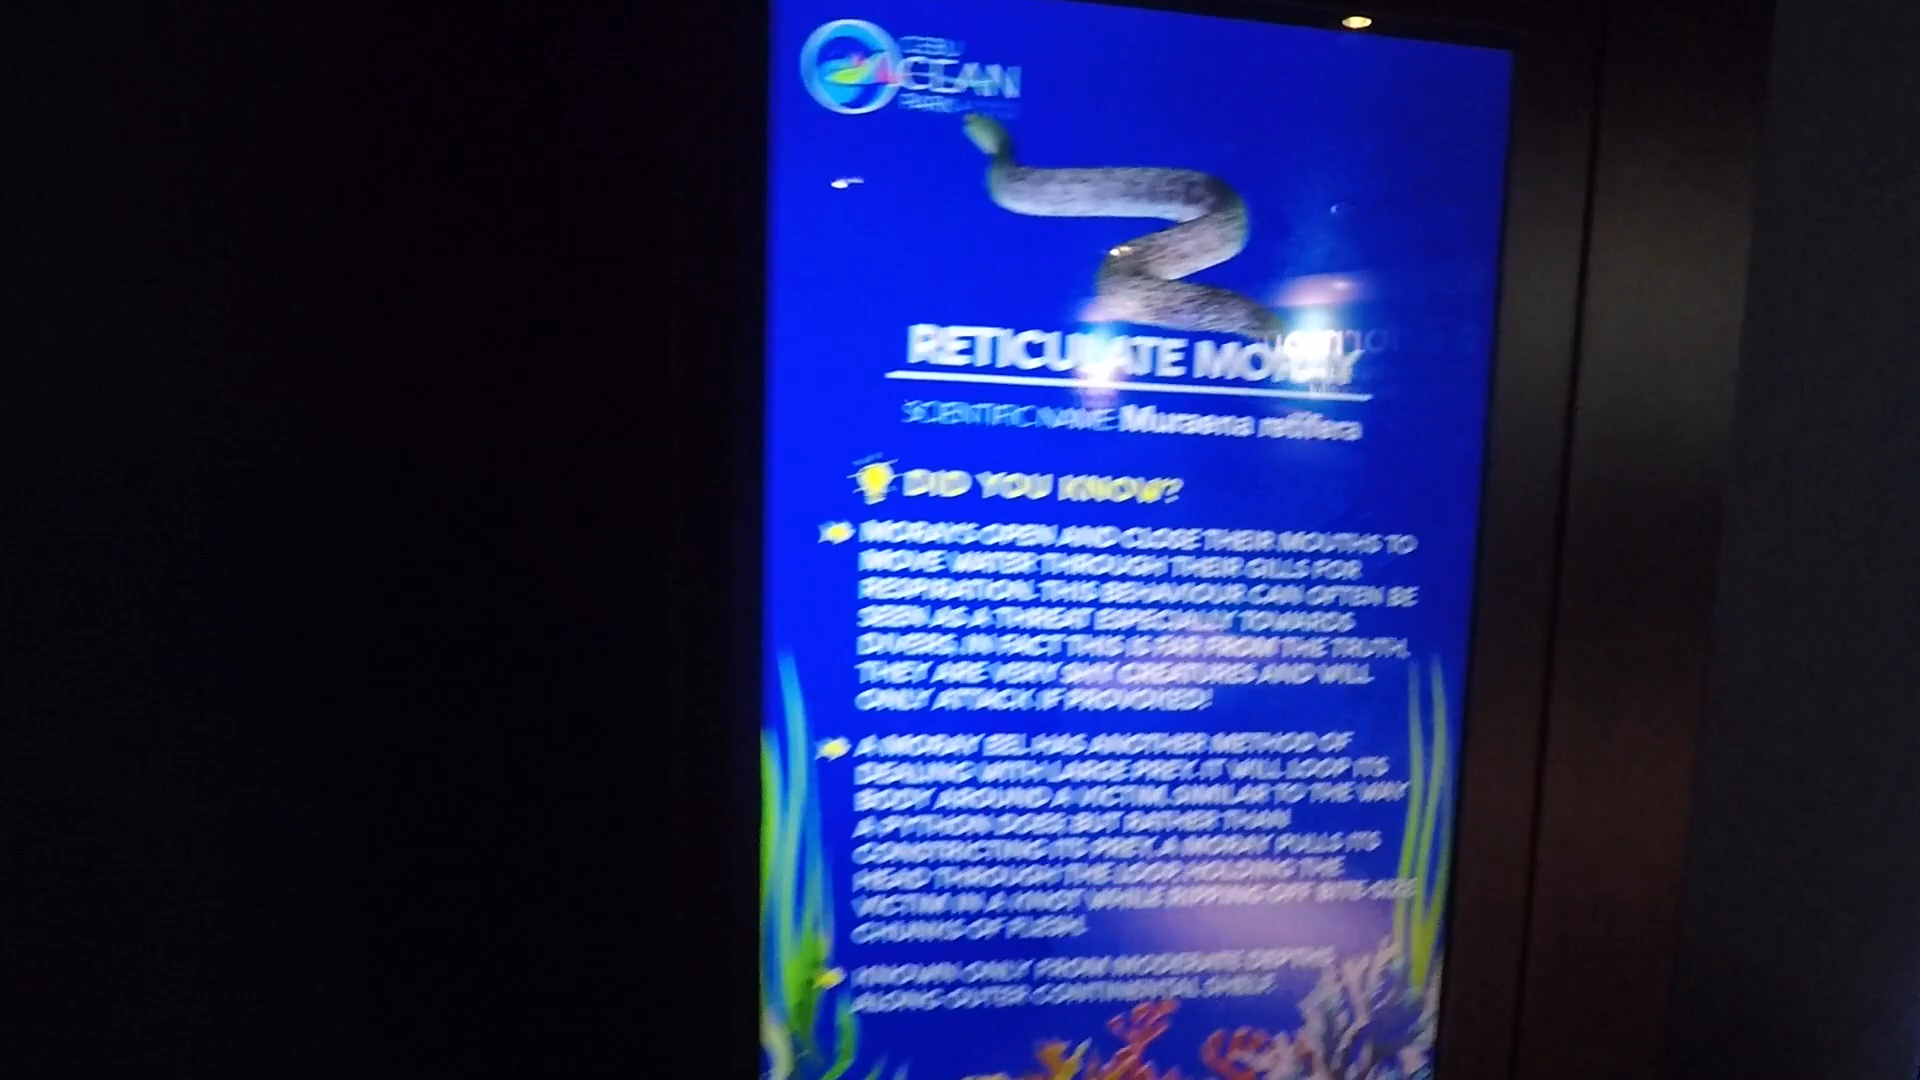 CEBU
OCEAN
PARK
RETICULATE MORAY
SCIENTIFIC NAME: Muraena retifera
DID YOU KNOW?
MORAYS OPEN AND CLOSE THEIR MOUTHS TO
MOVE WATER THROUGH THEIR GILLS FOR
RESPIRATION. THIS BEHAVIOUR CAN OFTEN BE
SEEN AS A THREAT ESPECIALLY TOWARDS
DIVERS. IN FACT THIS IS FAR FROM THE TRUTH.
THEY ARE VERY SHY CREATURES AND WILL
ONLY ATTACK IF PROVOKED!
A MORAY EEL HAS ANOTHER METHOD OF
DEALING WITH LARGE PREY. IT WILL LOOP ITS
BODY AROUND A VICTIM, SIMILAR TO THE WAY
A PYTHON DOES BUT RATHER THAN
CONSTRICTING ITS PREY, A MORAY PULLS ITS
HEAD THROUGH THE LOOP, HOLDING THE
VICTIM IN A KNOT WHILE RIPPING OFF BITE-SIZE
CHUNKS OF FLESH.
KNOWN ONLY FROM MODERATE DEPTHS
ALONG OUTER CONTINENTAL SHELF.